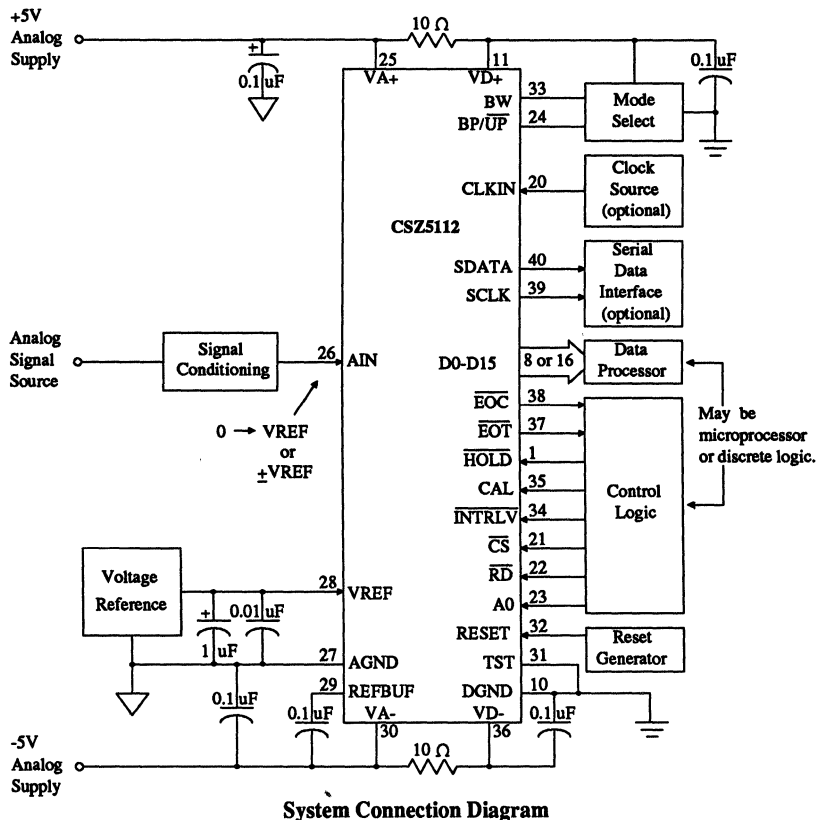 +5V
Analog
Supply
10 Ω
+
0.1 uF
25
VA+
11
VD+
0.1 uF
BW
33
BP/UP
24
Mode
Select
CLKIN
20
Clock
Source
(optional)
CSZ5112
SDATA
40
SCLK
39
Serial
Data
Interface
(optional)
Analog
Signal
Source
Signal
Conditioning
26
AIN
0 → VREF
or
±VREF
D0-D15
8 or 16
Data
Processor
EOC
38
EOT
37
HOLD
1
CAL
35
INTRLV
34
CS
21
RD
22
A0
23
Control
Logic
May be
microprocessor
or discrete logic.
Voltage
Reference
28
VREF
+
1 uF
0.01 uF
27
AGND
29
REFBUF
RESET
32
Reset
Generator
TST
31
DGND
10
0.1 uF
0.1 uF
VA-
30
VD-
36
0.1 uF
10 Ω
-5V
Analog
Supply
System Connection Diagram